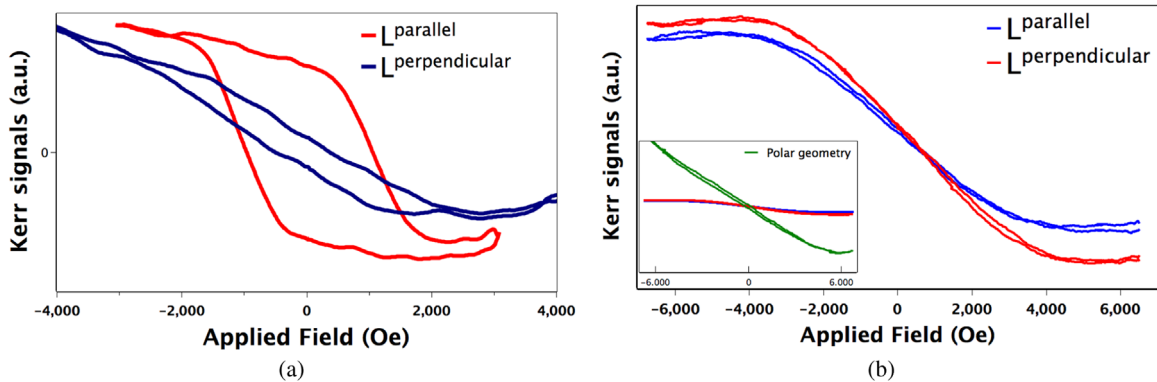 Kerr signals (a.u.)
0
L^parallel
L^perpendicular
−4,000 −2,000 0 2,000 4,000
Applied Field (Oe)
(a)
Kerr signals (a.u.)
L^parallel
L^perpendicular
Polar geometry
−6.000 0 6.000
−6,000 −4,000 −2,000 0 2,000 4,000 6,000
Applied Field (Oe)
(b)